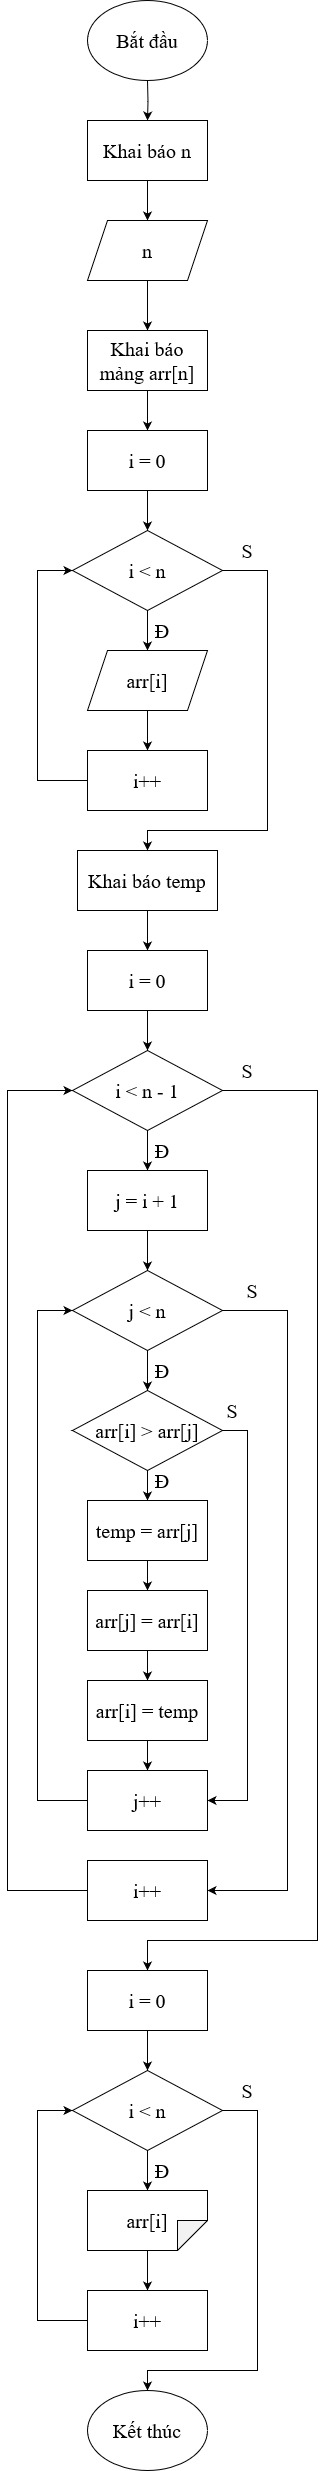 Bắt đầu
Khai báo n
n
Khai báo
mảng arr[n]
i = 0
S
i < n
Đ
arr[i]
i++
Khai báo temp
i = 0
S
i < n - 1
Đ
j = i + 1
S
j < n
Đ
S
arr[i] > arr[j]
Đ
temp = arr[j]
arr[j] = arr[i]
arr[i] = temp
j++
i++
i = 0
S
i < n
Đ
arr[i]
i++
Kết thúc